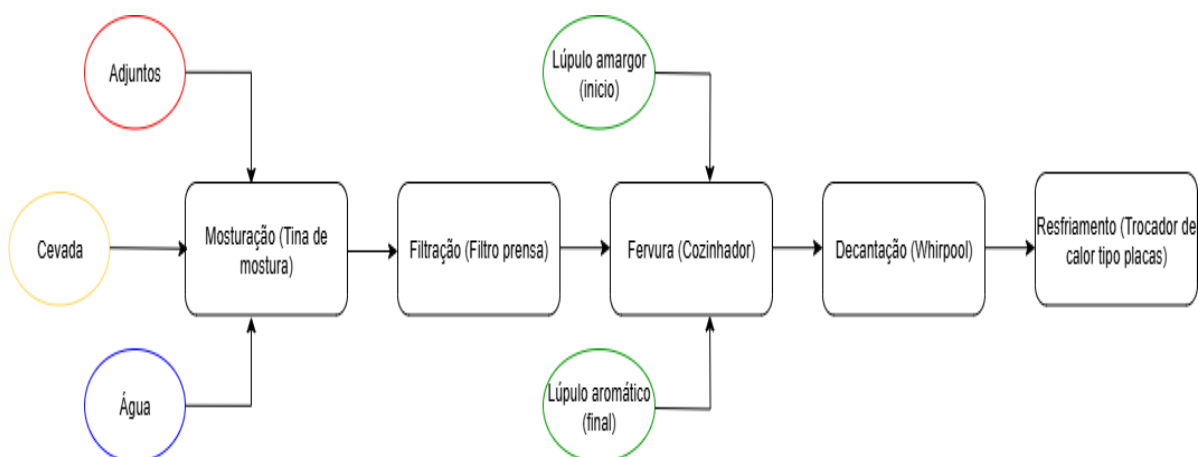 Adjuntos
Lúpulo amargor
(inicio)
Cevada
Mosturação (Tina de
mostura)
Filtração (Filtro prensa)
Fervura (Cozinhador)
Decantação (Whirpool)
Resfriamento (Trocador de
calor tipo placas)
Água
Lúpulo aromático
(final)